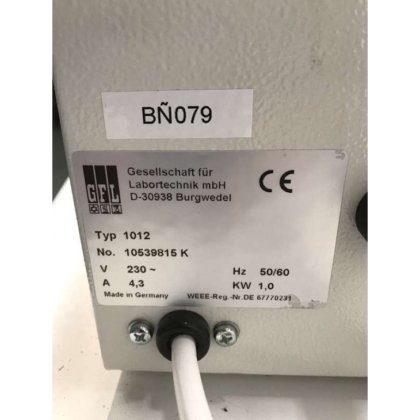 BÑ079
GFL
Gesellschaft für
Labortechnik mbH
D-30938 Burgwedel
CE
Typ 1012
No. 10539815 K
V 230 ~ Hz 50/60
A 4,3 KW 1,0
Made in Germany WEEE-Reg.-Nr.DE 67770231